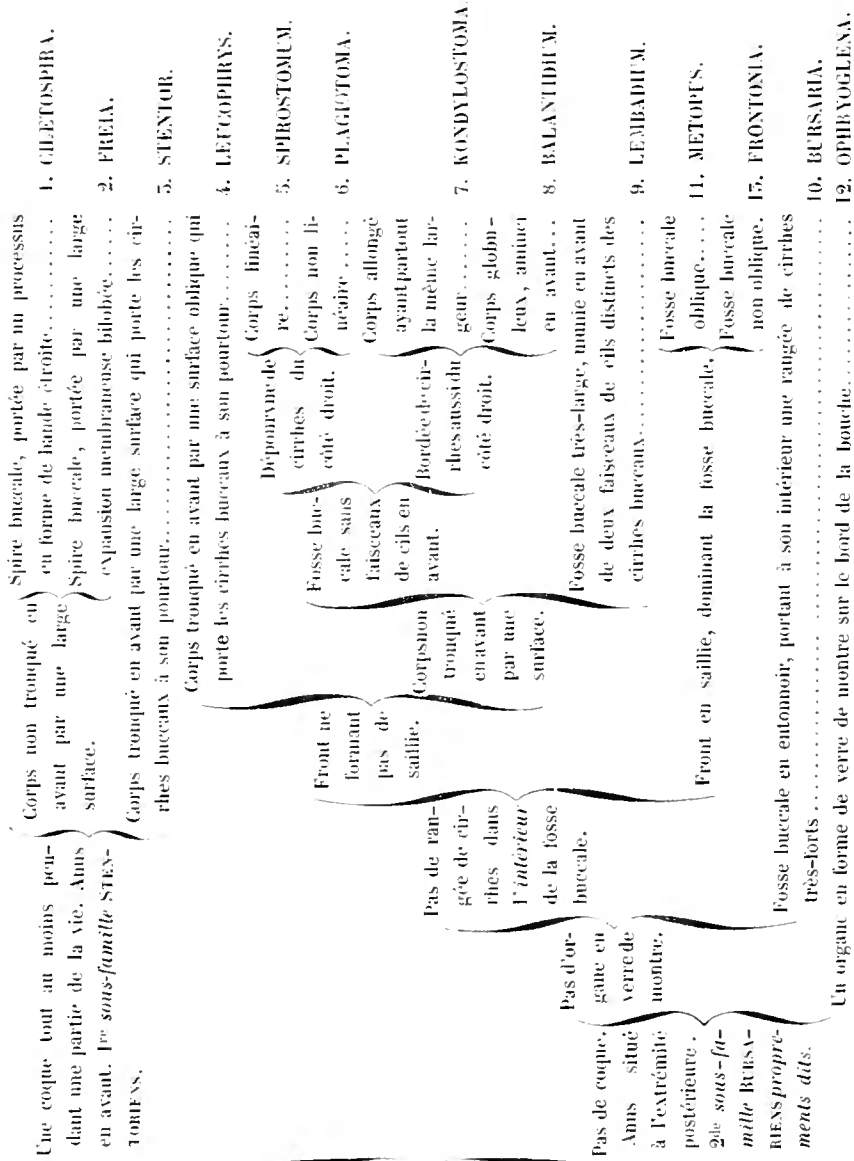 Une coque tout au moins pen-
dant une partie de la vie. Anus
en avant. 1re sous-famille STEN-
TORIENS.
Corps non tronqué en
avant par une large
surface.
Spire buccale, portée par un processus
en forme de bande étroite.......... 1. CHÆTOSPIRA.
Spire buccale, portée par une large
expansion membraneuse bilobée...... 2. FREIA.
Corps tronqué en avant par une large surface qui porte les cir-
rhes buccaux à son pourtour.................... 3. STENTOR.
Pas de coque.
Anus situé
à l'extrémité
postérieure.
2de sous-fa-
mille BURSA-
RIENS propre-
ments dits.
Pas d'or-
gane en
verre de
montre.
Pas de ran-
gée de cir-
rhes dans
l'intérieur
de la fosse
buccale.
Front ne
formant
pas de
saillie.
Corps tronqué en avant par une surface oblique qui
porte les cirrhes buccaux à son pourtour.......... 4. LEUCOPHRYS.
Corps non
tronqué
en avant
par une
surface.
Fosse buc-
cale sans
faisceaux
de cils en
avant.
Dépourvue de
cirrhes du
côté droit.
Corps linéai-
re........ 5. SPIROSTOMUM.
Corps non li-
néaire..... 6. PLAGIOTOMA.
Bordée de cir-
rhes aussi du
côté droit.
Corps allongé
ayant partout
la même lar-
geur....... 7. KONDYLOSTOMA.
Corps globu-
leux, aminci
en avant... 8. BALANTIDIUM.
Fosse buccale très-large, munie en avant
de deux faisceaux de cils distincts des
cirrhes buccaux.................... 9. LEMBADIUM.
Front en saillie, dominant la fosse buccale.
Fosse buccale
oblique..... 11. METOPUS.
Fosse buccale
non oblique. 13. FRONTONIA.
Fosse buccale en entonnoir, portant à son intérieur une rangée de cirrhes
très-forts.............................. 10. BURSARIA.
Un organe en forme de verre de montre sur le bord de la bouche............ 12. OPHRYOGLENA.